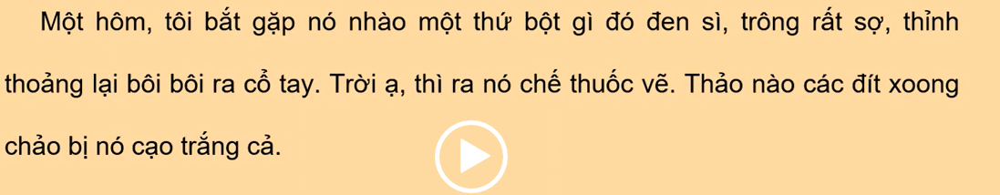 Một hôm, tôi bắt gặp nó nhào một thứ bột gì đó đen sì, trông rất sợ, thỉnh
thoảng lại bôi bôi ra cổ tay. Trời ạ, thì ra nó chế thuốc vẽ. Thảo nào các đít xoong
chảo bị nó cạo trắng cả.